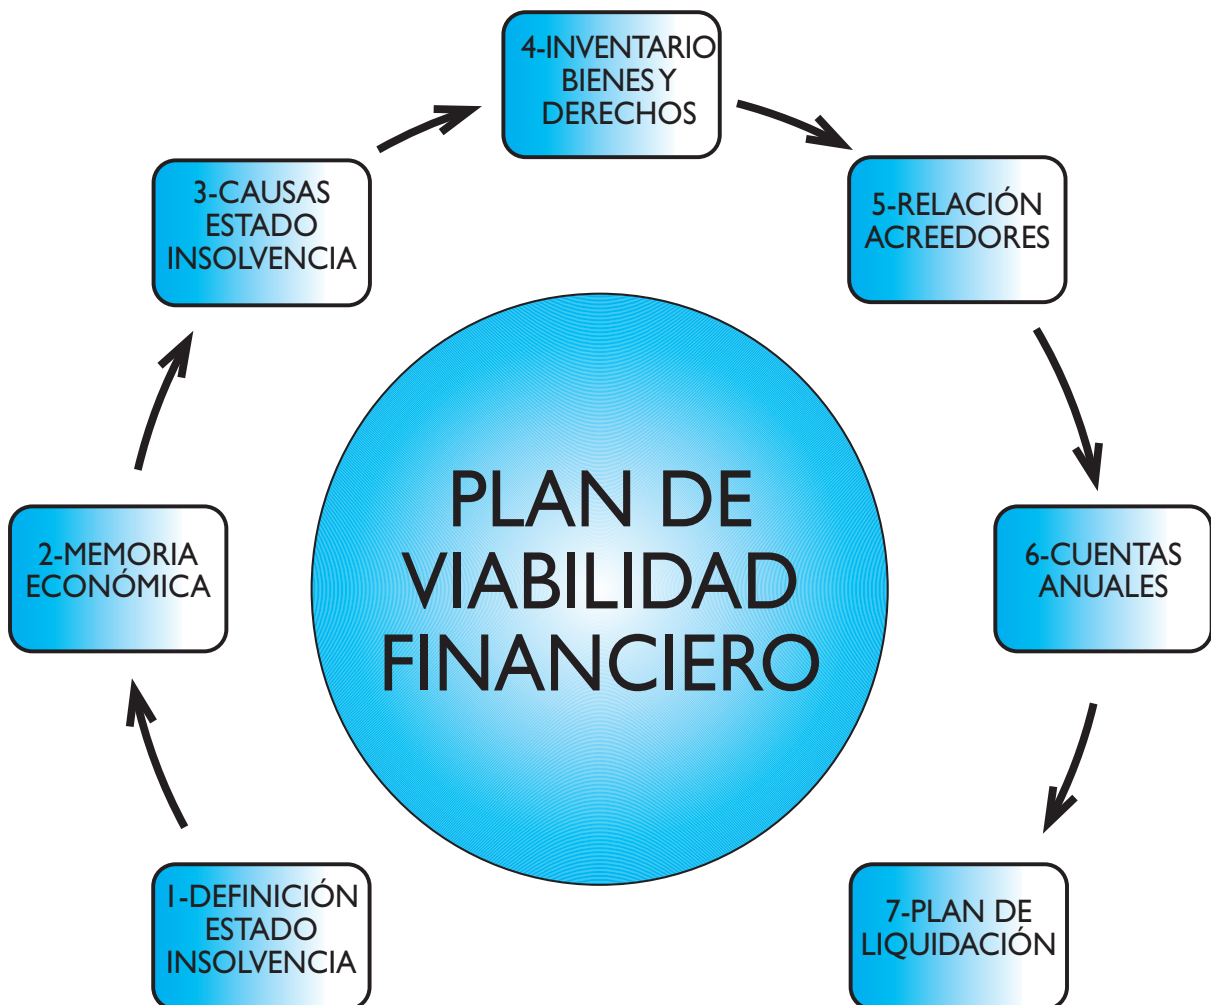 4-INVENTARIO
BIENES Y
DERECHOS
3-CAUSAS
ESTADO
INSOLVENCIA
5-RELACIÓN
ACREEDORES
PLAN DE
VIABILIDAD
FINANCIERO
2-MEMORIA
ECONÓMICA
6-CUENTAS
ANUALES
1-DEFINICIÓN
ESTADO
INSOLVENCIA
7-PLAN DE
LIQUIDACIÓN